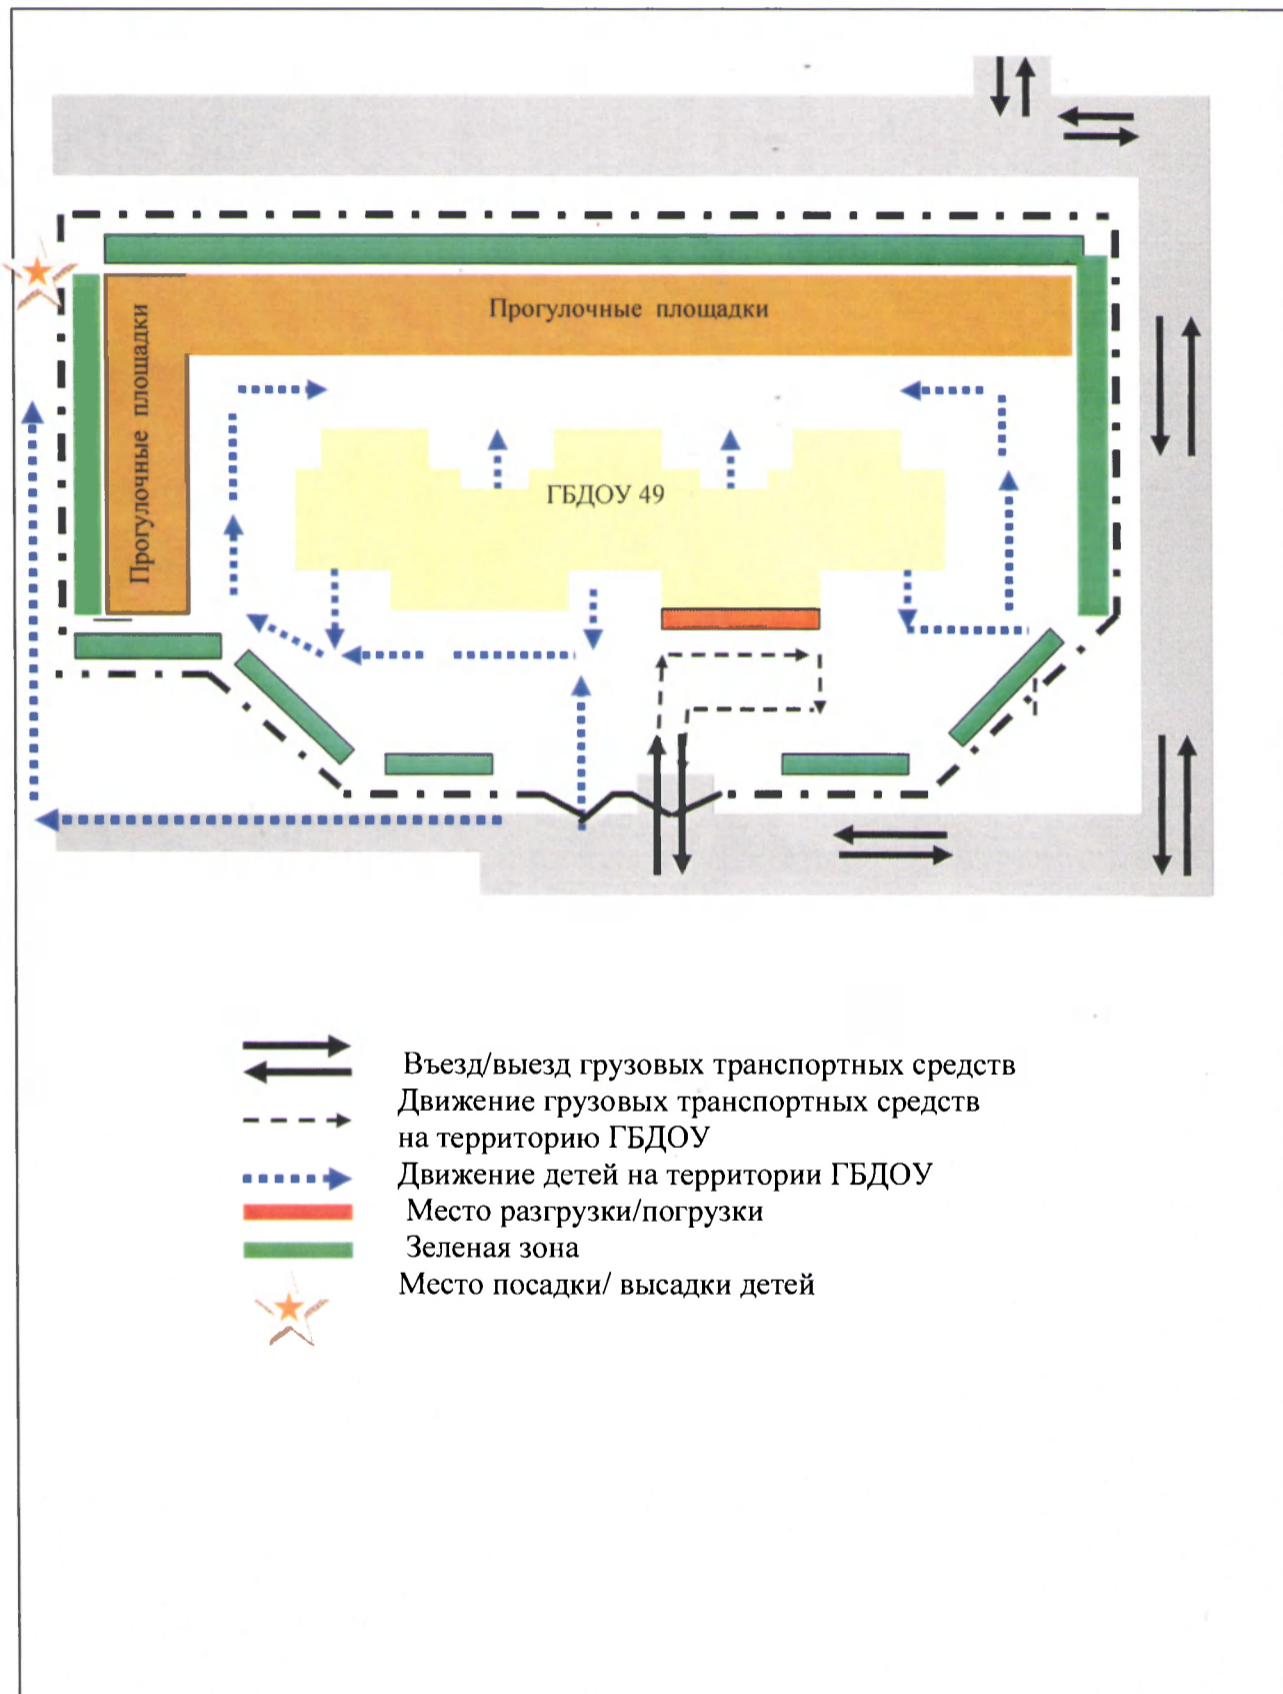 Прогулочные площадки
Прогулочные площадки
ГБДОУ 49
Въезд/выезд грузовых транспортных средств
Движение грузовых транспортных средств
на территорию ГБДОУ
Движение детей на территории ГБДОУ
Место разгрузки/погрузки
Зеленая зона
Место посадки/ высадки детей